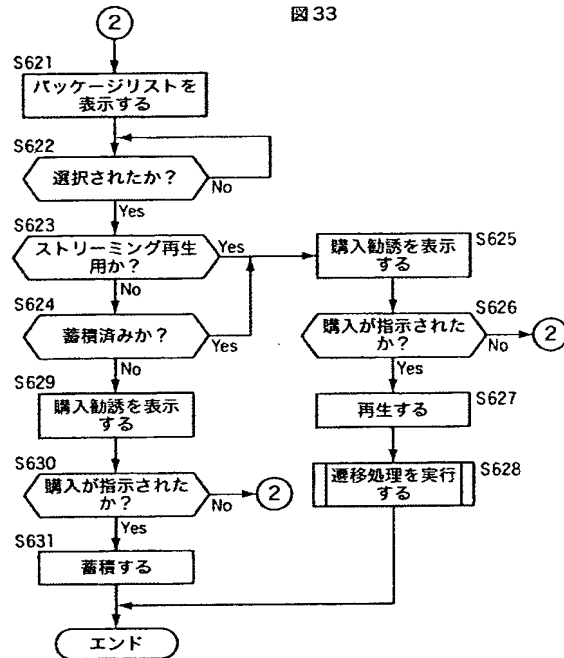 図33
2
S621
パッケージリストを
表示する
S622
選択されたか?
No
Yes
S623
ストリーミング再生
用か?
Yes
No
S624
蓄積済みか?
Yes
No
S629
購入勧誘を表示
する
S630
購入が指示された
か?
No
2
Yes
S631
蓄積する
エンド
購入勧誘を表示
する
S625
S626
購入が指示された
か?
No
2
Yes
再生する
S627
遷移処理を実行
する
S628